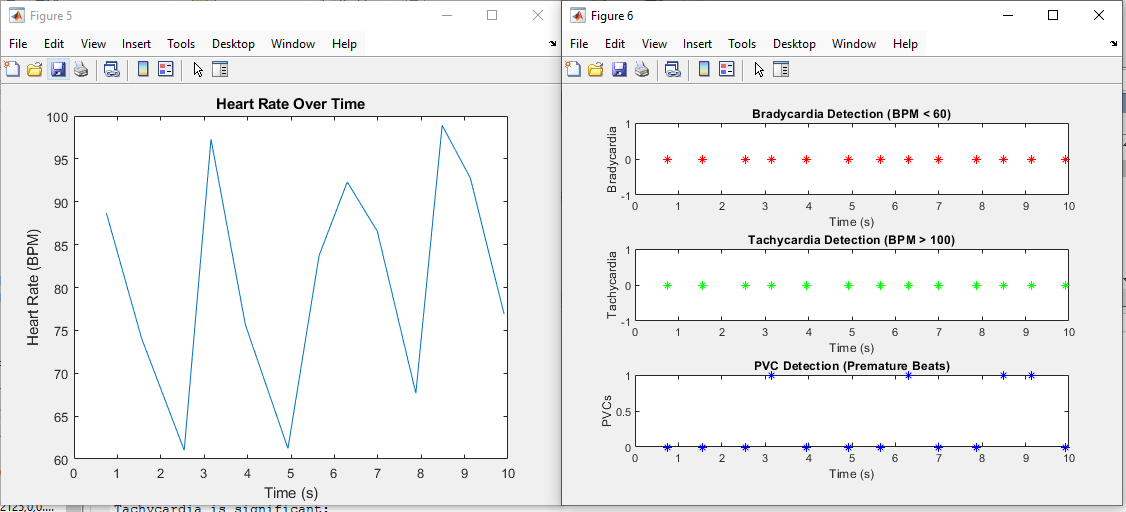 Figure 5
File Edit View Insert Tools Desktop Window Help
Heart Rate Over Time
100
95
90
85
80
75
70
65
60
Heart Rate (BPM)
0 1 2 3 4 5 6 7 8 9 10
Time (s)
Figure 6
File Edit View Insert Tools Desktop Window Help
Bradycardia Detection (BPM < 60)
1
0
-1
Bradycardia
0 1 2 3 4 5 6 7 8 9 10
Time (s)
Tachycardia Detection (BPM > 100)
1
0
-1
Tachycardia
0 1 2 3 4 5 6 7 8 9 10
Time (s)
PVC Detection (Premature Beats)
1
0.5
0
PVCs
0 1 2 3 4 5 6 7 8 9 10
Time (s)
2125,0,0....
Tachycardia is significant: